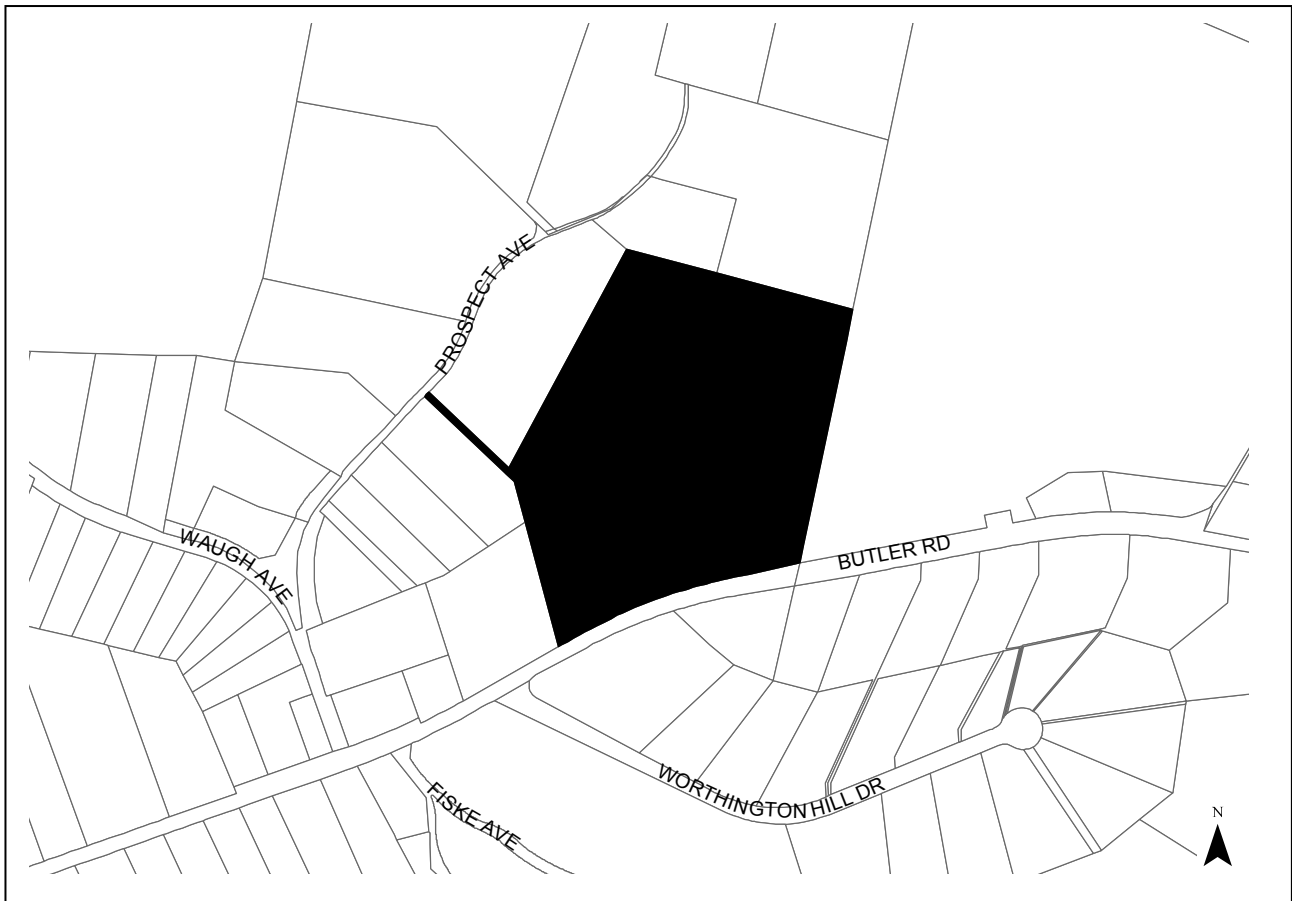 PROSPECT AVE
WAUGH AVE
BUTLER RD
WORTHINGTON HILL DR
FISKE AVE
N